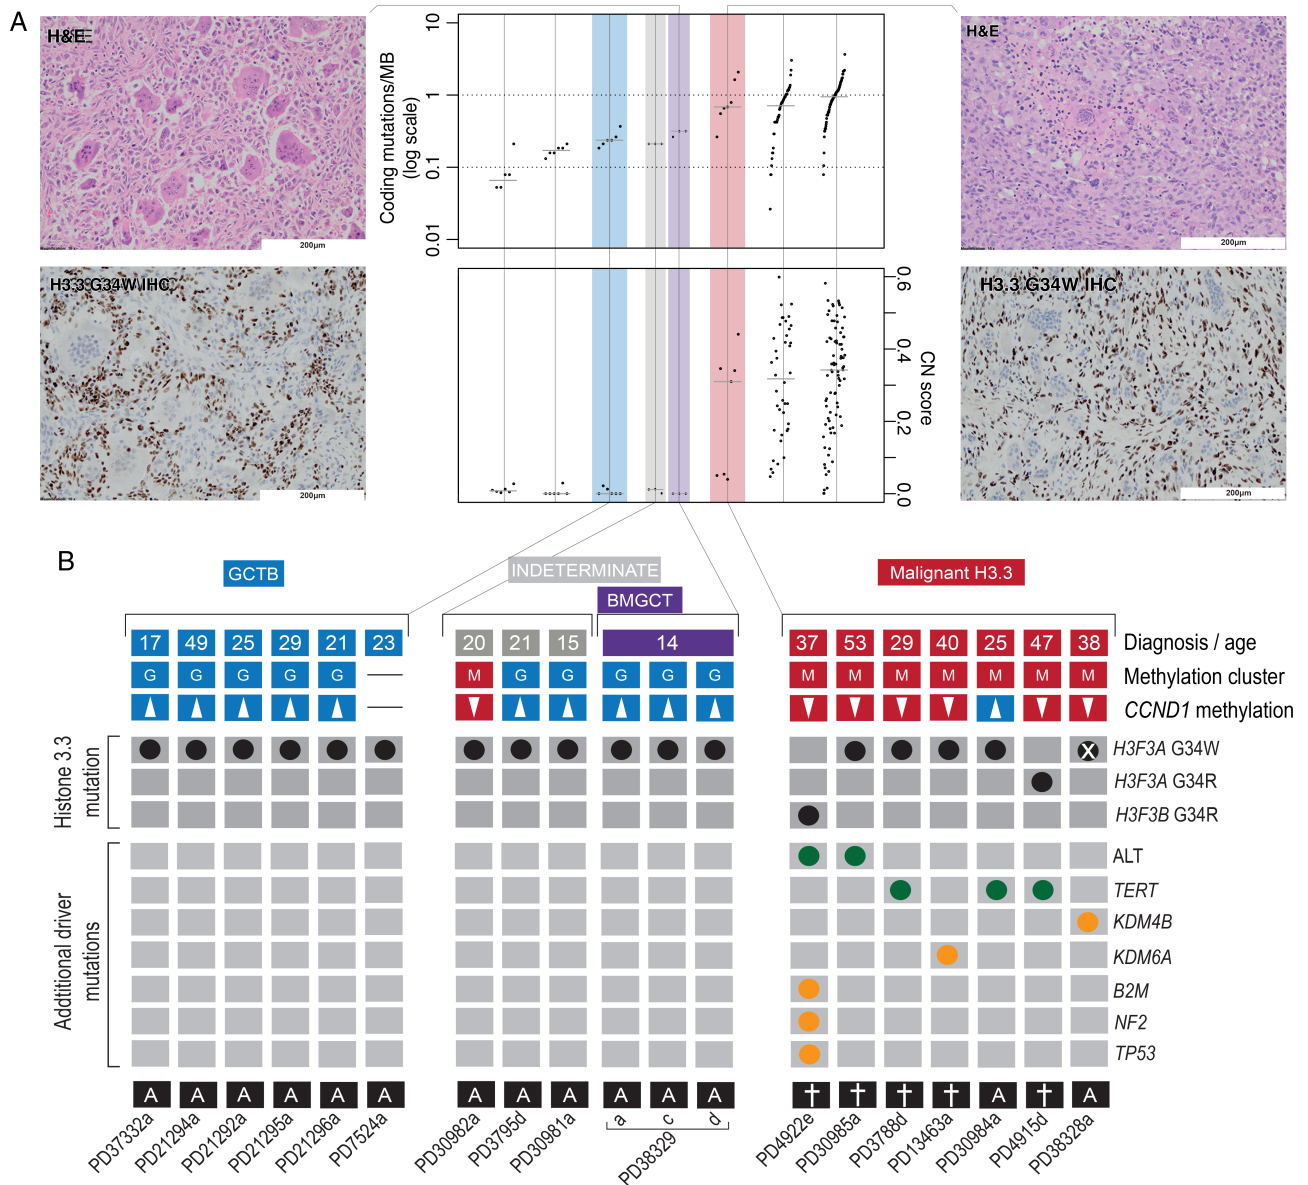 A
H&E
H&E
10
1
0.1
0.01
Coding mutations/MB
(log scale)
200µm
200µm
H3.3 G34W IHC
H3.3 G34W IHC
0.6
0.4
0.2
0.0
CN score
200µm
200µm
B
GCTB
INDETERMINATE
BMGCT
Malignant H3.3
17 49 25 29 21 23 20 21 15 14 37 53 29 40 25 47 38 Diagnosis / age
G G G G G M G G G G G M M M M M M M Methylation cluster
CCND1 methylation
Histone 3.3
mutation
X H3F3A G34W
H3F3A G34R
H3F3B G34R
Addtitional driver
mutations
ALT
TERT
KDM4B
KDM6A
B2M
NF2
TP53
A A A A A A A A A A A A † † † † A † A
PD37332a PD21294a PD21292a PD21295a PD21296a PD7524a PD30982a PD3795d PD30981a a c d PD4922e PD30985a PD3788d PD13463a PD30984a PD4915d PD38328a
PD38329